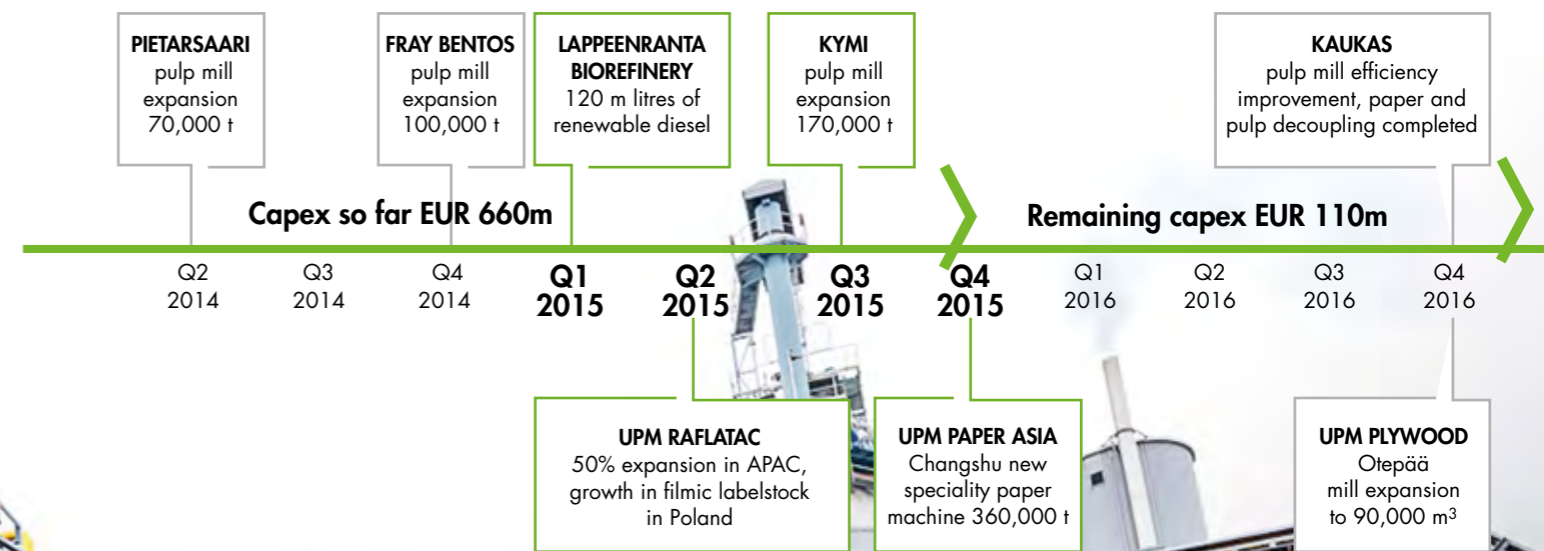 PIETARSAARI
pulp mill
expansion
70,000 t
FRAY BENTOS
pulp mill
expansion
100,000 t
LAPPEENRANTA
BIOREFINERY
120 m litres of
renewable diesel
KYMI
pulp mill
expansion
170,000 t
KAUKAS
pulp mill efficiency
improvement, paper and
pulp decoupling completed
Capex so far EUR 660m
Remaining capex EUR 110m
Q2
2014
Q3
2014
Q4
2014
Q1
2015
Q2
2015
Q3
2015
Q4
2015
Q1
2016
Q2
2016
Q3
2016
Q4
2016
UPM RAFLATAC
50% expansion in APAC,
growth in filmic labelstock
in Poland
UPM PAPER ASIA
Changshu new
speciality paper
machine 360,000 t
UPM PLYWOOD
Otepää
mill expansion
to 90,000 m³